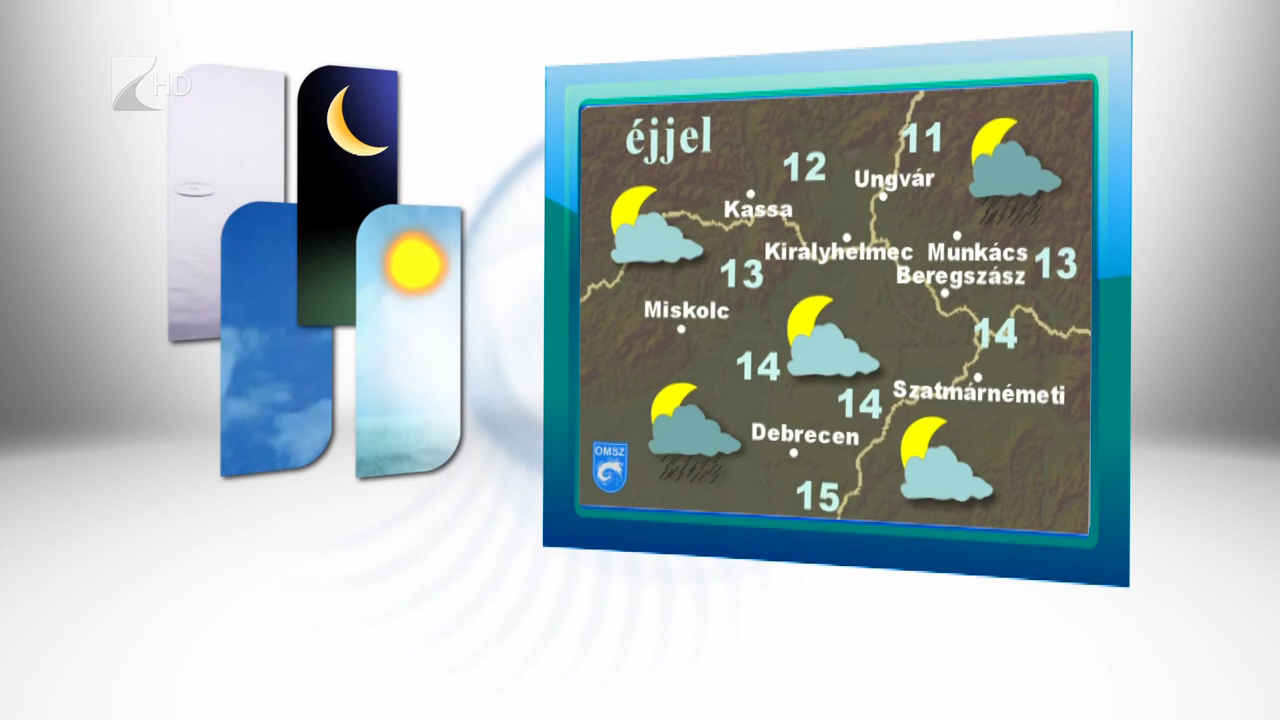 HD
éjjel
11
12
Ungvár
Kassa
Királyhelmec
Munkács
13
Beregszász
13
Miskolc
14
14
14
Szatmárnémeti
Debrecen
OMSZ
15